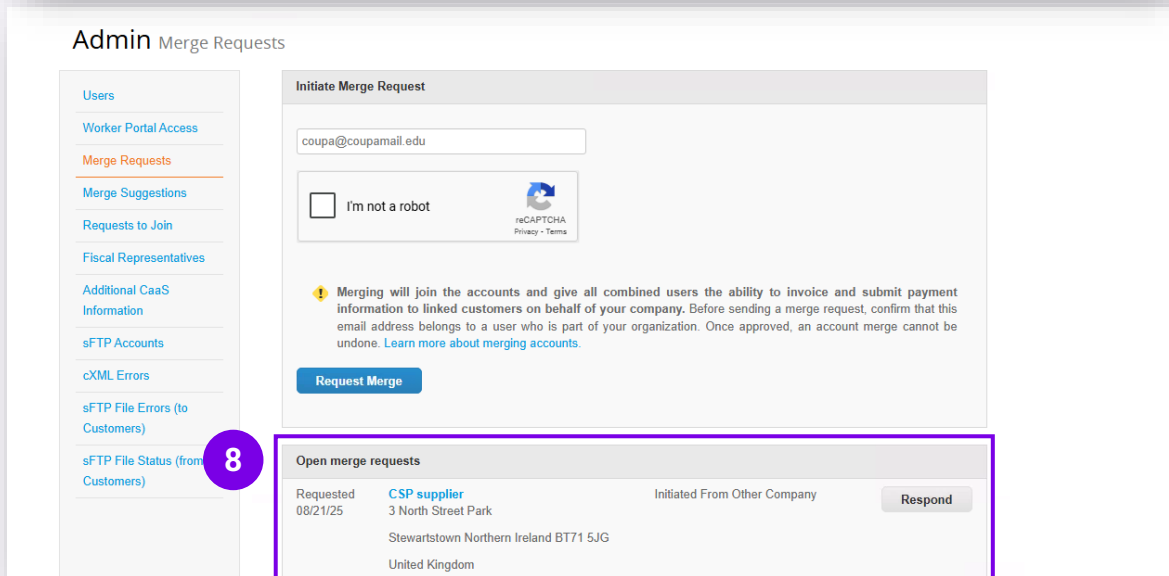 Admin Merge Requests
Users
Worker Portal Access
Merge Requests
Merge Suggestions
Requests to Join
Fiscal Representatives
Additional CaaS
Information
sFTP Accounts
cXML Errors
sFTP File Errors (to
Customers)
sFTP File Status (from
Customers)
Initiate Merge Request
coupa@coupamail.edu
I'm not a robot
reCAPTCHA
Privacy - Terms
Merging will join the accounts and give all combined users the ability to invoice and submit payment
information to linked customers on behalf of your company. Before sending a merge request, confirm that this
email address belongs to a user who is part of your organization. Once approved, an account merge cannot be
undone. Learn more about merging accounts.
Request Merge
8
Open merge requests
Requested
08/21/25
CSP supplier
3 North Street Park
Stewartstown Northern Ireland BT71 5JG
United Kingdom
Initiated From Other Company
Respond